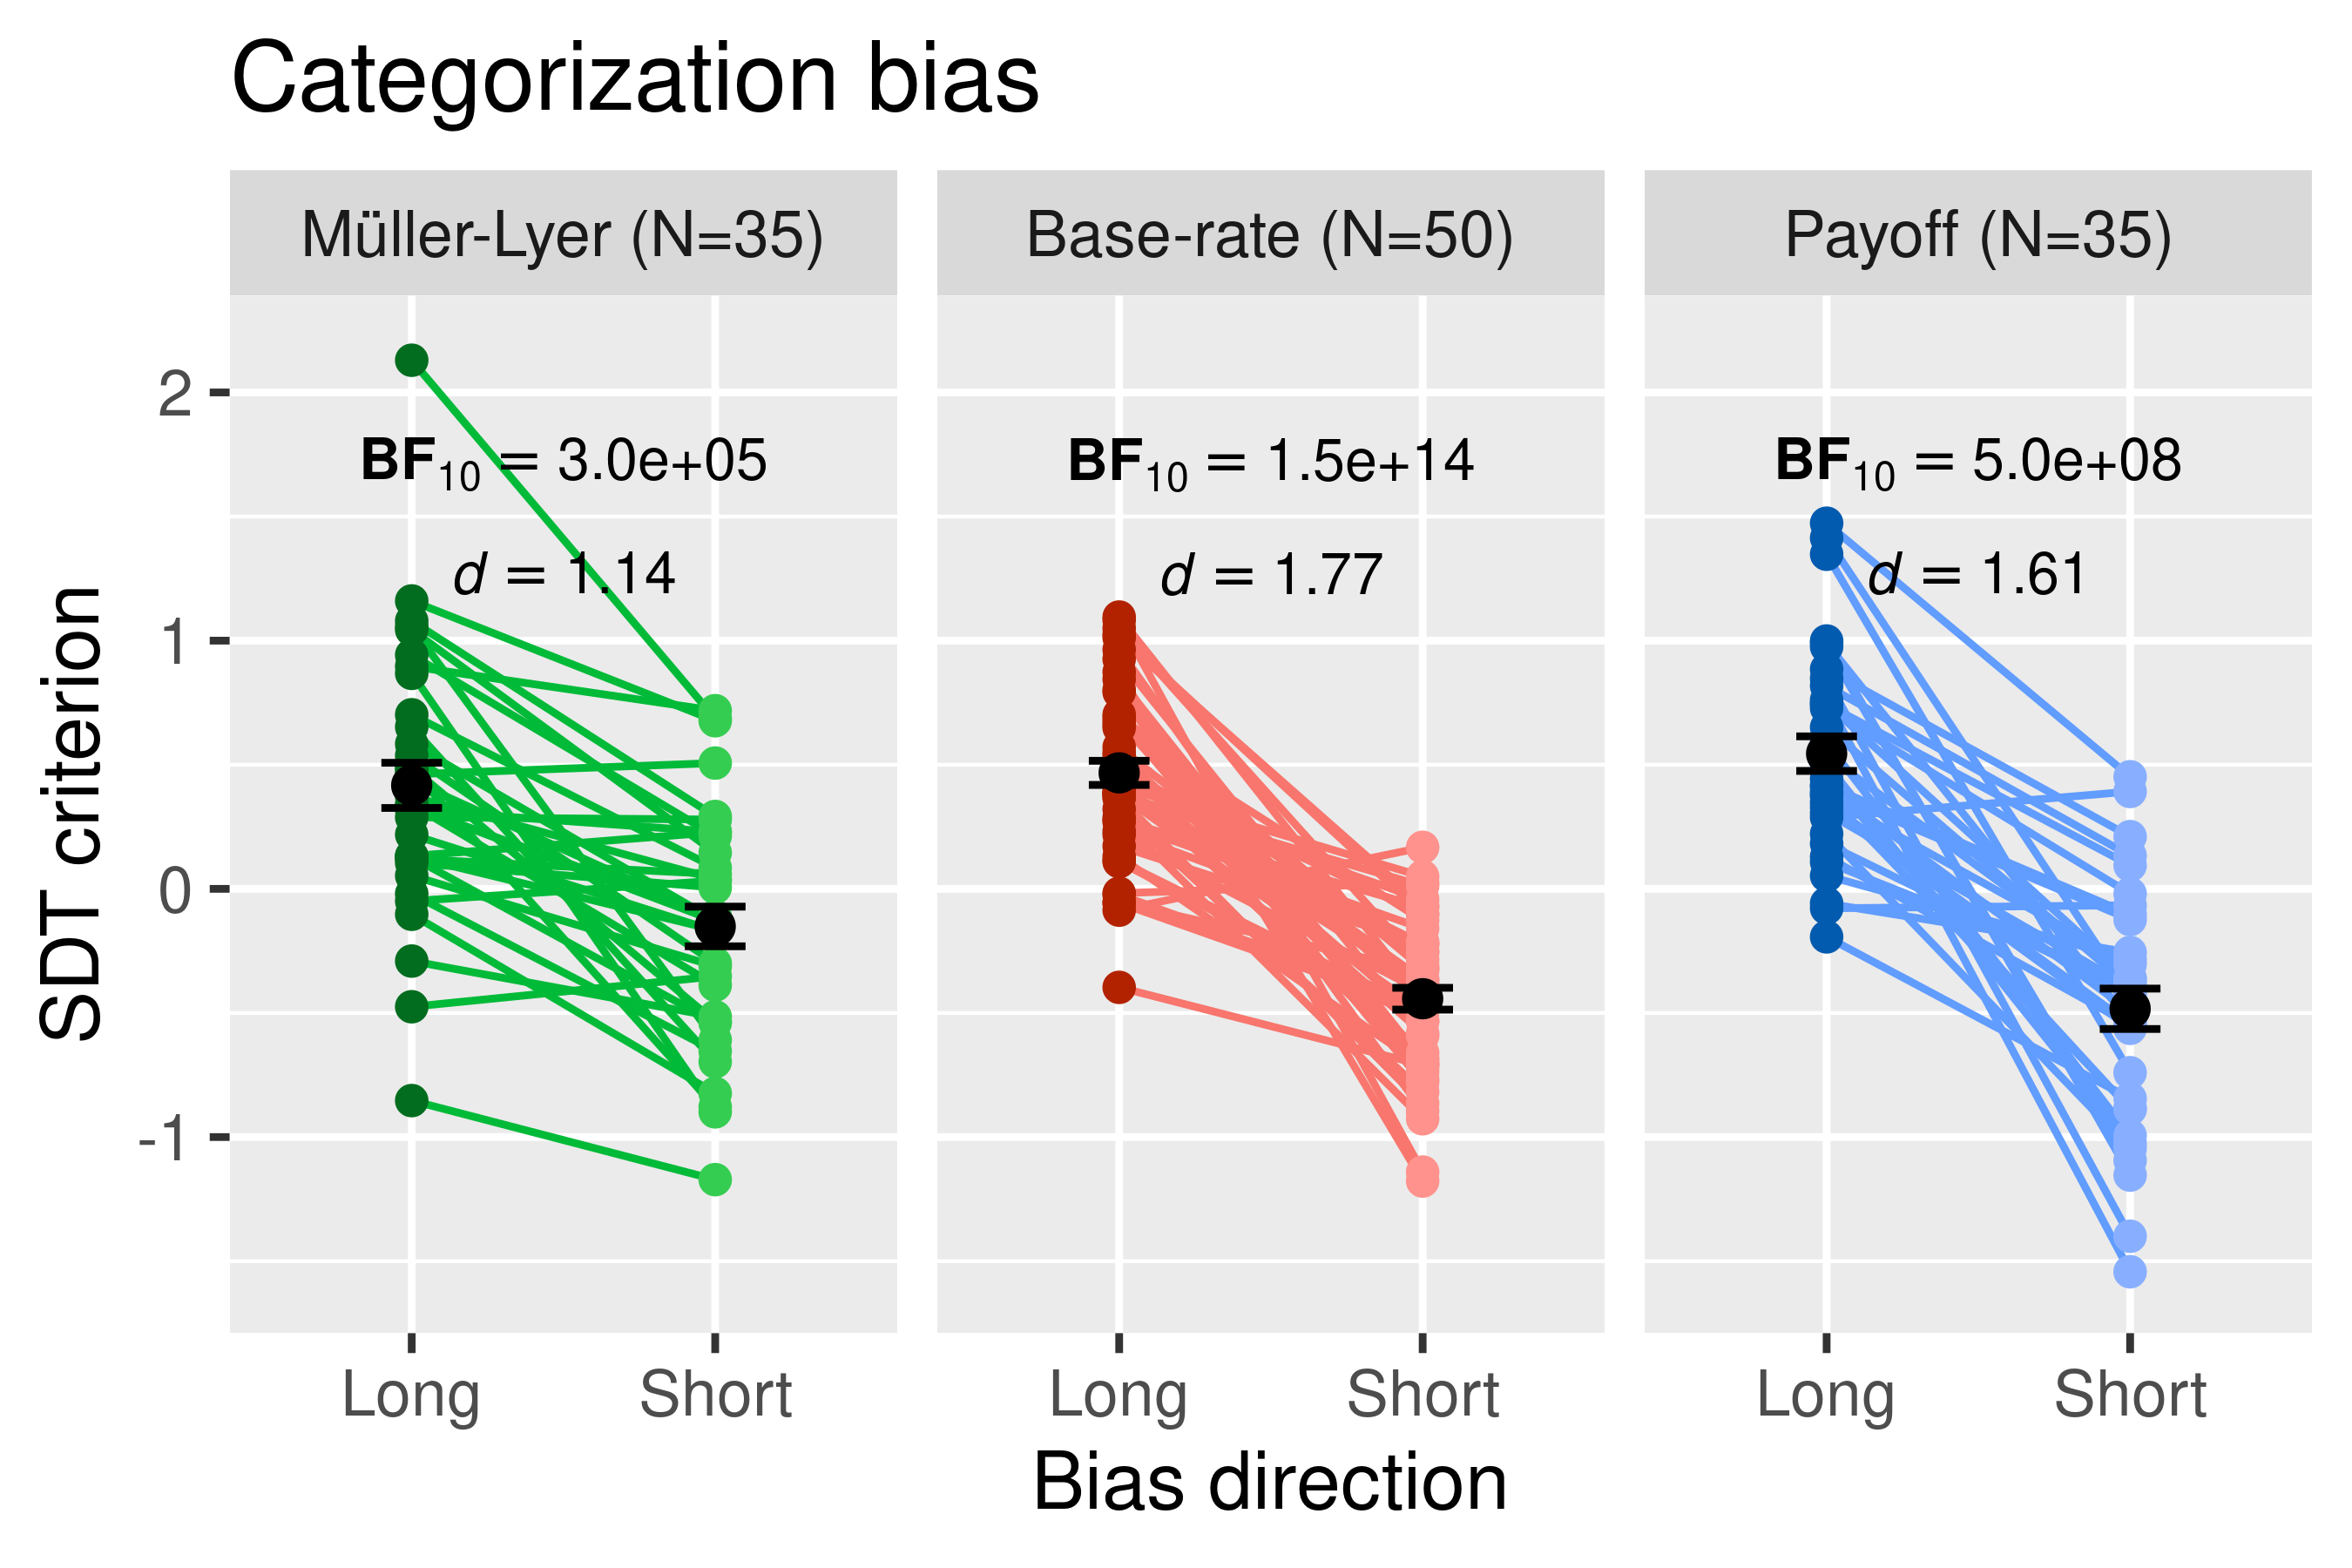 Categorization bias
Müller-Lyer (N=35)
Base-rate (N=50)
Payoff (N=35)
SDT criterion
2
1
0
-1
BF10 = 3.0e+05
d = 1.14
BF10 = 1.5e+14
d = 1.77
BF10 = 5.0e+08
d = 1.61
Long Short
Long Short
Long Short
Bias direction